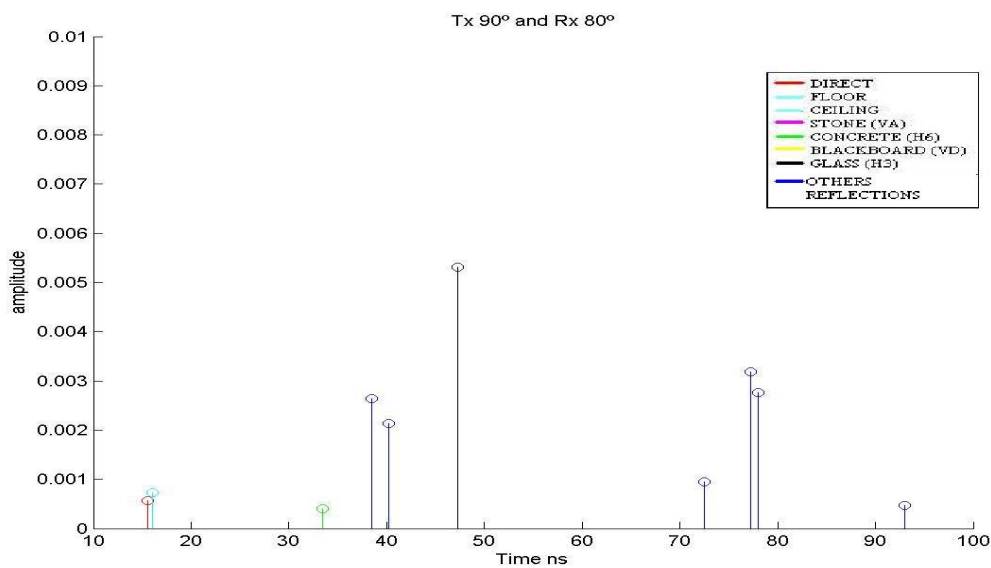 Tx 90º and Rx 80º
0.01
0.009
0.008
0.007
0.006
0.005
0.004
0.003
0.002
0.001
0
amplitude
DIRECT
FLOOR
CEILING
STONE (VA)
CONCRETE (H6)
BLACKBOARD (VD)
GLASS (H3)
OTHERS
REFLECTIONS
10 20 30 40 50 60 70 80 90 100
Time ns